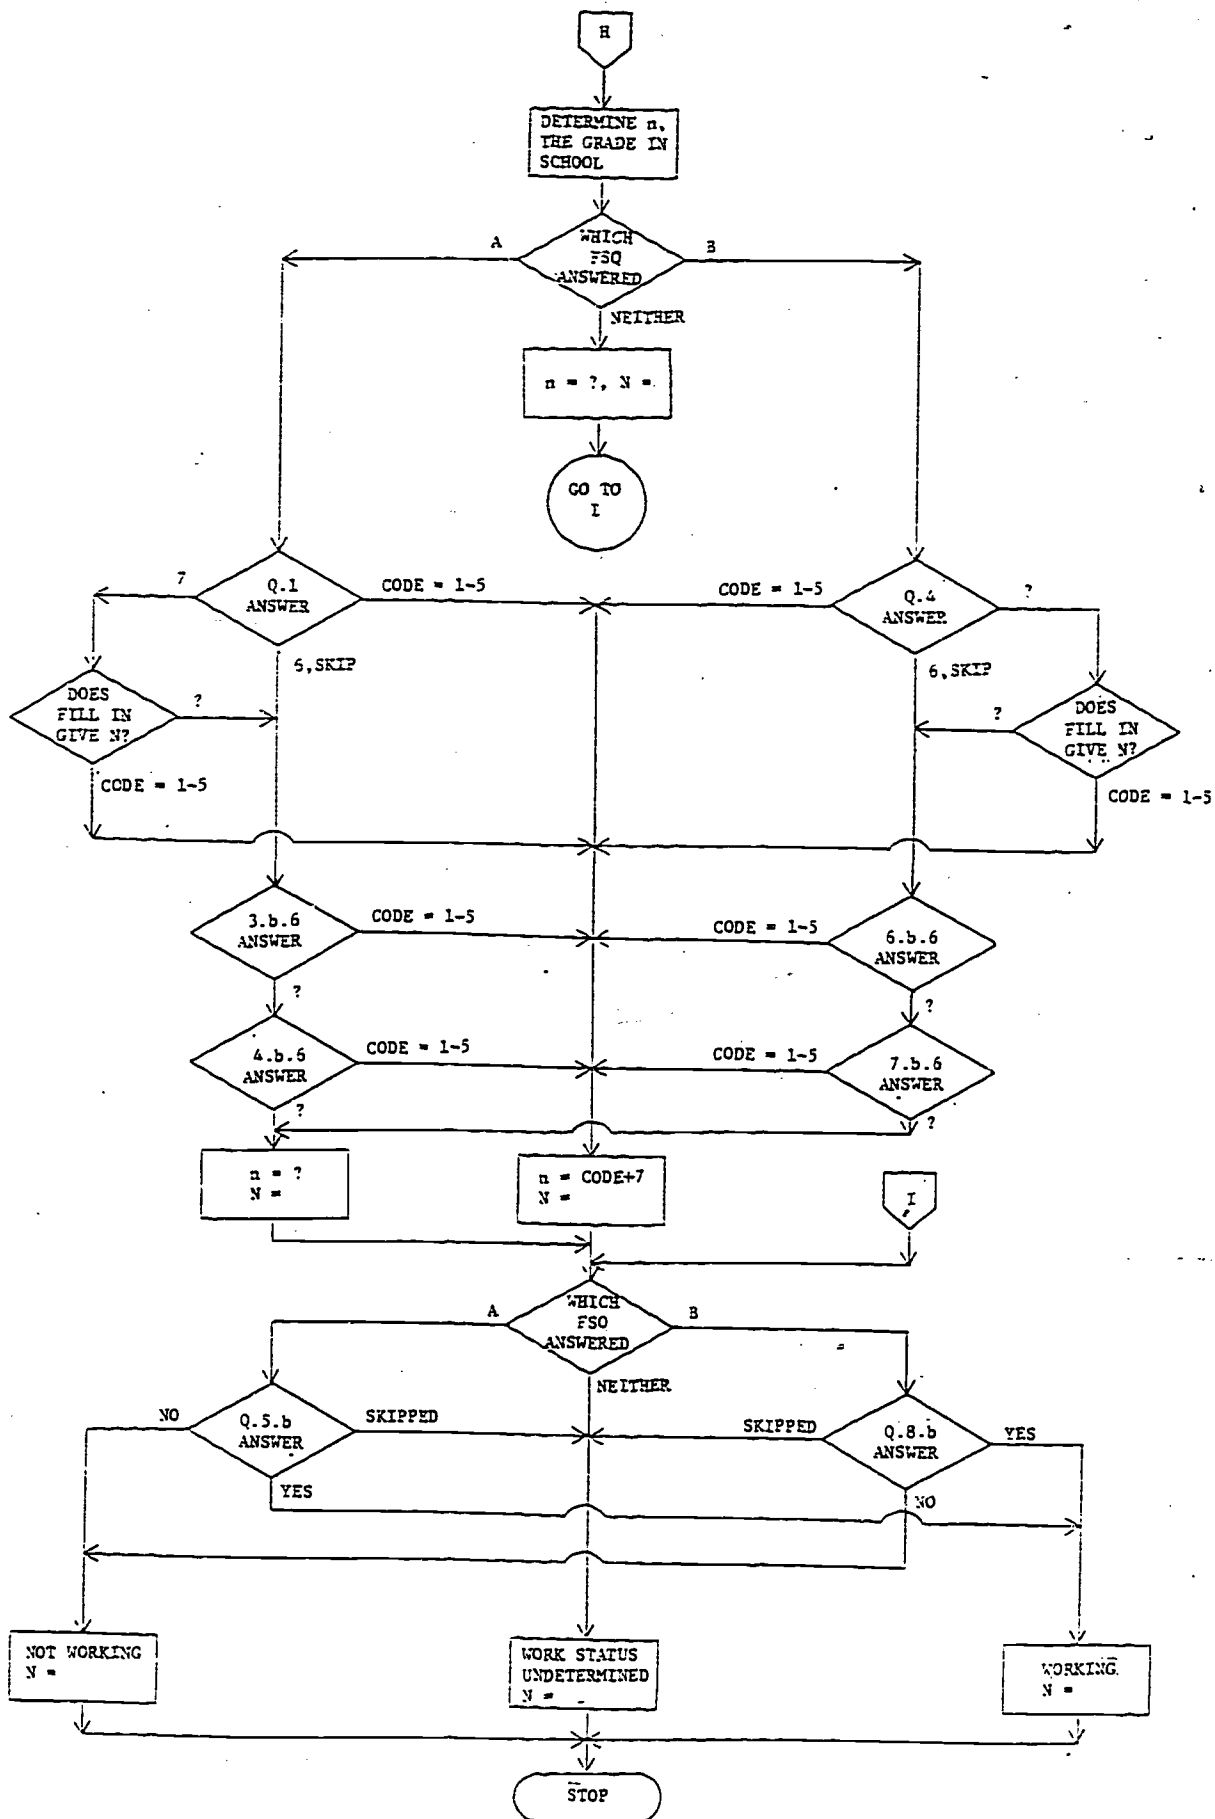 H
DETERMINE n,
THE GRADE IN
SCHOOL
A
WHICH
FSQ
ANSWERED
B
NEITHER
n = ?, N =
GO TO
I
7
Q.1
ANSWER
CODE = 1-5
CODE = 1-5
Q.4
ANSWER
?
6,SKIP
6,SKIP
DOES
FILL IN
GIVE N?
?
?
DOES
FILL IN
GIVE N?
CODE = 1-5
CODE = 1-5
3.b.6
ANSWER
CODE = 1-5
CODE = 1-5
6.b.6
ANSWER
?
?
4.b.6
ANSWER
CODE = 1-5
CODE = 1-5
7.b.6
ANSWER
?
?
n = ?
N =
n = CODE+7
N =
I
A
WHICH
FSQ
ANSWERED
B
NEITHER
NO
Q.5.b
ANSWER
SKIPPED
SKIPPED
Q.8.b
ANSWER
YES
YES
NO
NOT WORKING
N =
WORK STATUS
UNDETERMINED
N =
WORKING
N =
STOP